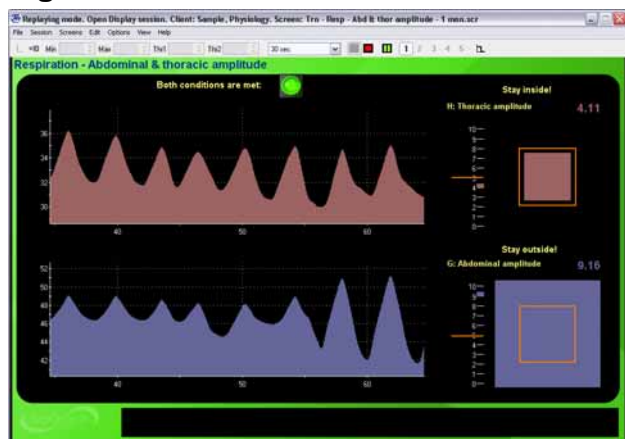 Replaying mode. Open Display session. Client: Sample, Physiology. Screen: Trn - Resp - Abd & thor amplitude - 1 mon.scr
File Session Screens Edit Options View Help
Min Max Thr1 Thr2 30 sec 1 2 3 4 5
Respiration - Abdominal & thoracic amplitude
Both conditions are met:
Stay inside!
H: Thoracic amplitude 4.11
36
34
32
30
40 50 60
10
9
8
7
6
5
4
3
2
1
0
Stay outside!
G: Abdominal amplitude 9.16
52
50
48
46
44
42
40 50 60
10
9
8
7
6
5
4
3
2
1
0